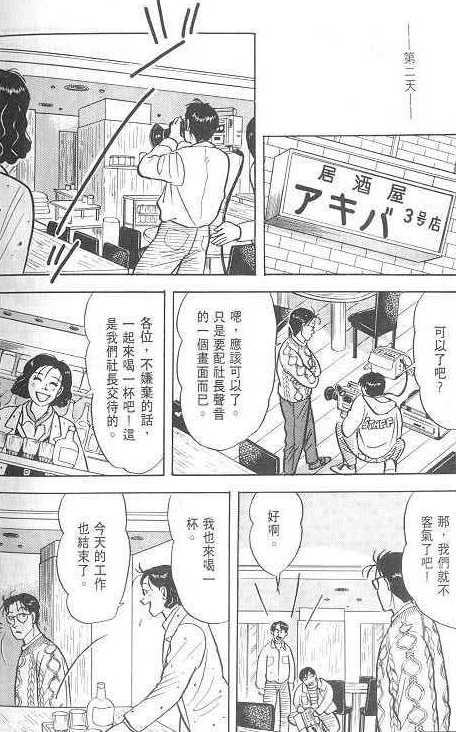 ——第二天——
居酒屋
アキバ
3号店
可以了吧？
嗯，應該可以了。
只是要配社長聲音
的一個畫面而已。
各位，不嫌棄的話，
一起來喝一杯吧！這
是我們社長交待的。
那，我們就不
客氣了吧！
好啊。
我也來喝一
杯。
今天的工作
也結束了。
STAFF